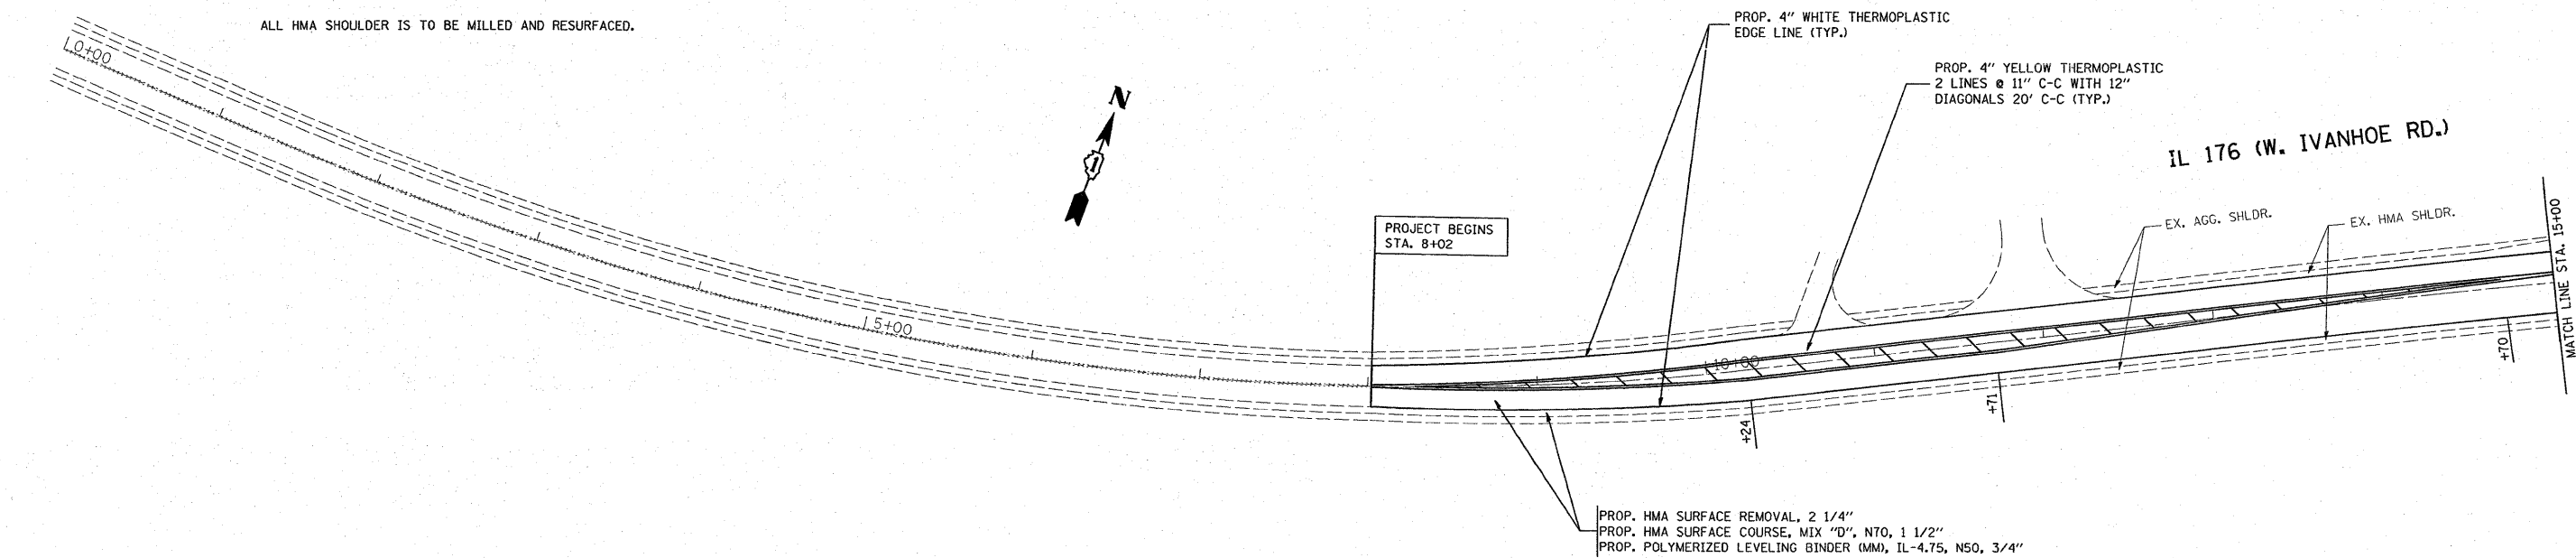 ALL HMA SHOULDER IS TO BE MILLED AND RESURFACED.
0+00
5+00
10+00
N
1
PROJECT BEGINS
STA. 8+02
PROP. 4" WHITE THERMOPLASTIC
EDGE LINE (TYP.)
PROP. 4" YELLOW THERMOPLASTIC
2 LINES @ 11" C-C WITH 12"
DIAGONALS 20' C-C (TYP.)
IL 176 (W. IVANHOE RD.)
EX. AGG. SHLDR.
EX. HMA SHLDR.
MATCH LINE STA. 15+00
+24
+71
+70
PROP. HMA SURFACE REMOVAL, 2 1/4"
PROP. HMA SURFACE COURSE, MIX "D", N70, 1 1/2"
PROP. POLYMERIZED LEVELING BINDER (MM), IL-4.75, N50, 3/4"